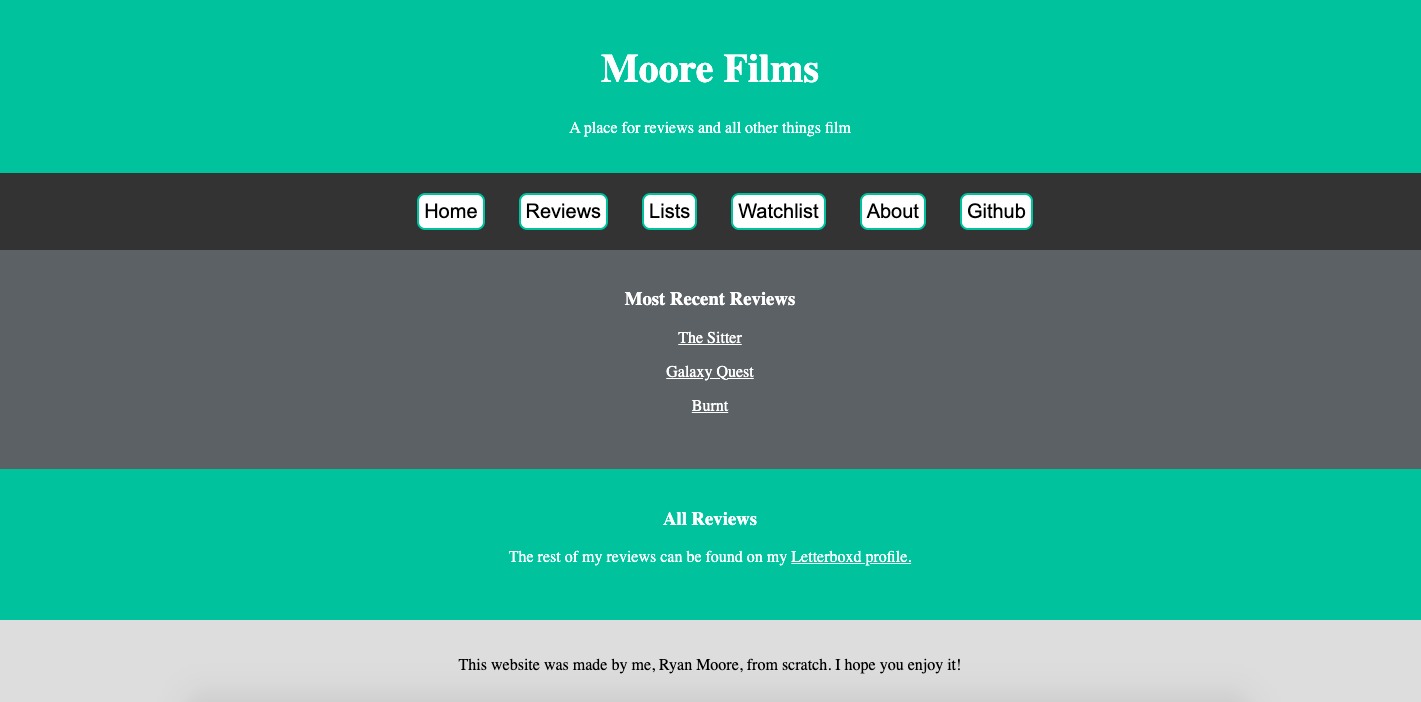 Moore Films
A place for reviews and all other things film
Home Reviews Lists Watchlist About Github
Most Recent Reviews
The Sitter
Galaxy Quest
Burnt
All Reviews
The rest of my reviews can be found on my Letterboxd profile.
This website was made by me, Ryan Moore, from scratch. I hope you enjoy it!